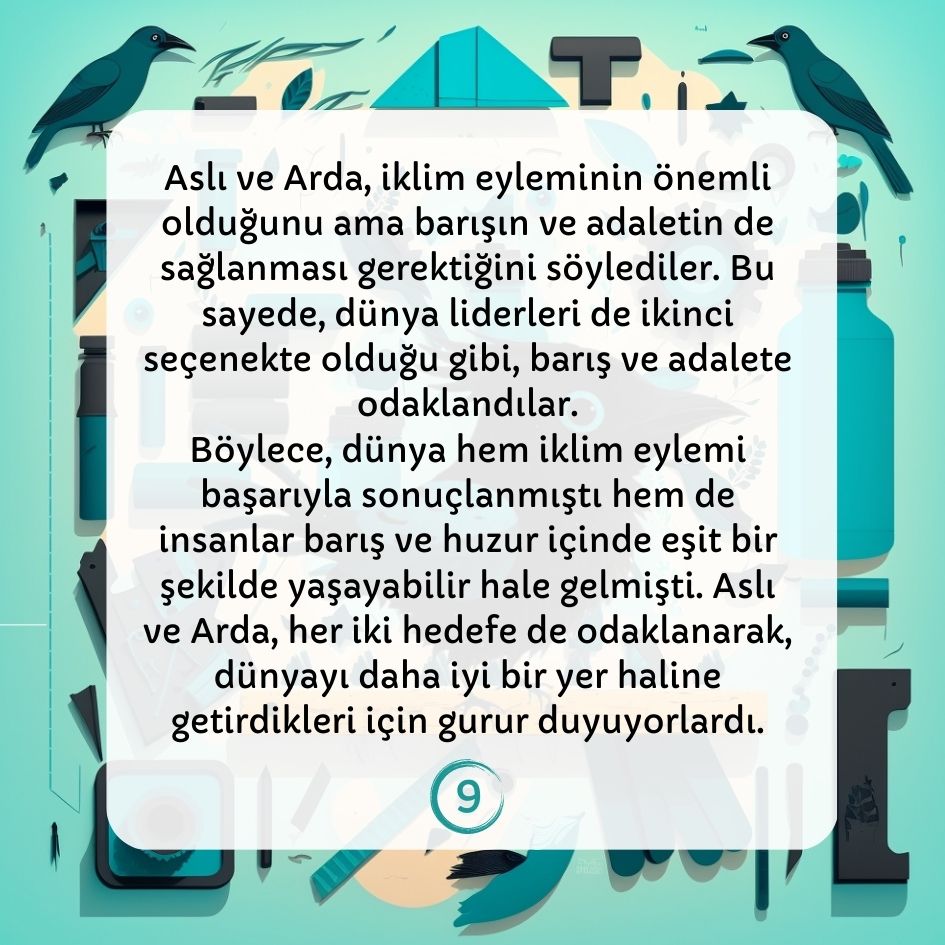 Aslı ve Arda, iklim eyleminin önemli
olduğunu ama barışın ve adaletin de
sağlanması gerektiğini söylediler. Bu
sayede, dünya liderleri de ikinci
seçenekte olduğu gibi, barış ve adalete
odaklandılar.
Böylece, dünya hem iklim eylemi
başarıyla sonuçlanmıştı hem de
insanlar barış ve huzur içinde eşit bir
şekilde yaşayabilir hale gelmişti. Aslı
ve Arda, her iki hedefe de odaklanarak,
dünyayı daha iyi bir yer haline
getirdikleri için gurur duyuyorlardı.
9